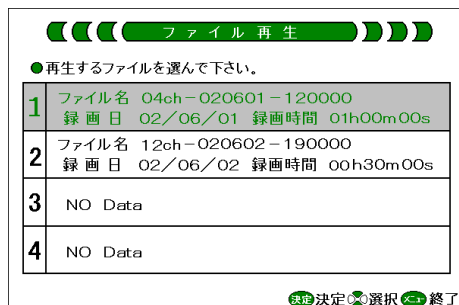 ファイル再生
再生するファイルを選んで下さい。
1 ファイル名 04ch-020601-120000
録画日 02/06/01 録画時間 01h00m00s
2 ファイル名 12ch-020602-190000
録画日 02/06/02 録画時間 00h30m00s
3 NO Data
4 NO Data
決定 決定 選択 メニュー 終了